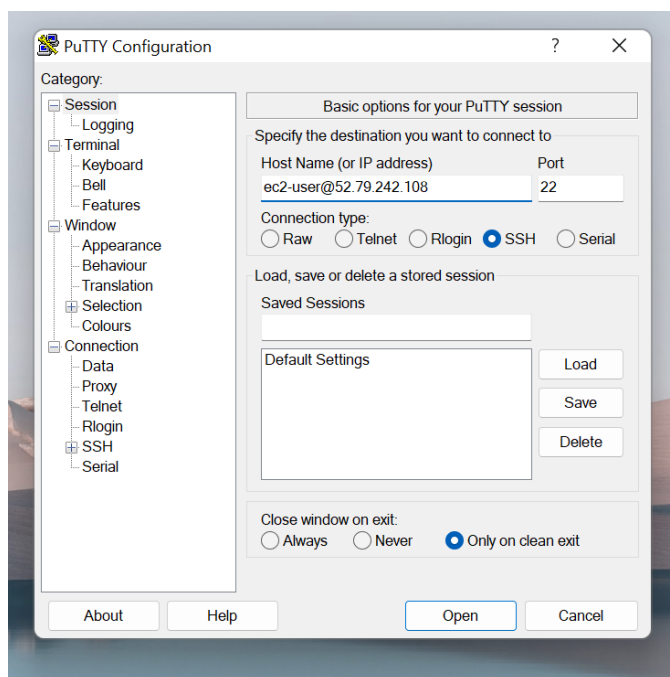 PuTTY Configuration
?
Category:
Session
Logging
Terminal
Keyboard
Bell
Features
Window
Appearance
Behaviour
Translation
Selection
Colours
Connection
Data
Proxy
Telnet
Rlogin
SSH
Serial
Basic options for your PuTTY session
Specify the destination you want to connect to
Host Name (or IP address) Port
ec2-user@52.79.242.108 22
Connection type:
Raw Telnet Rlogin SSH Serial
Load, save or delete a stored session
Saved Sessions
Default Settings
Load
Save
Delete
Close window on exit:
Always Never Only on clean exit
About Help Open Cancel